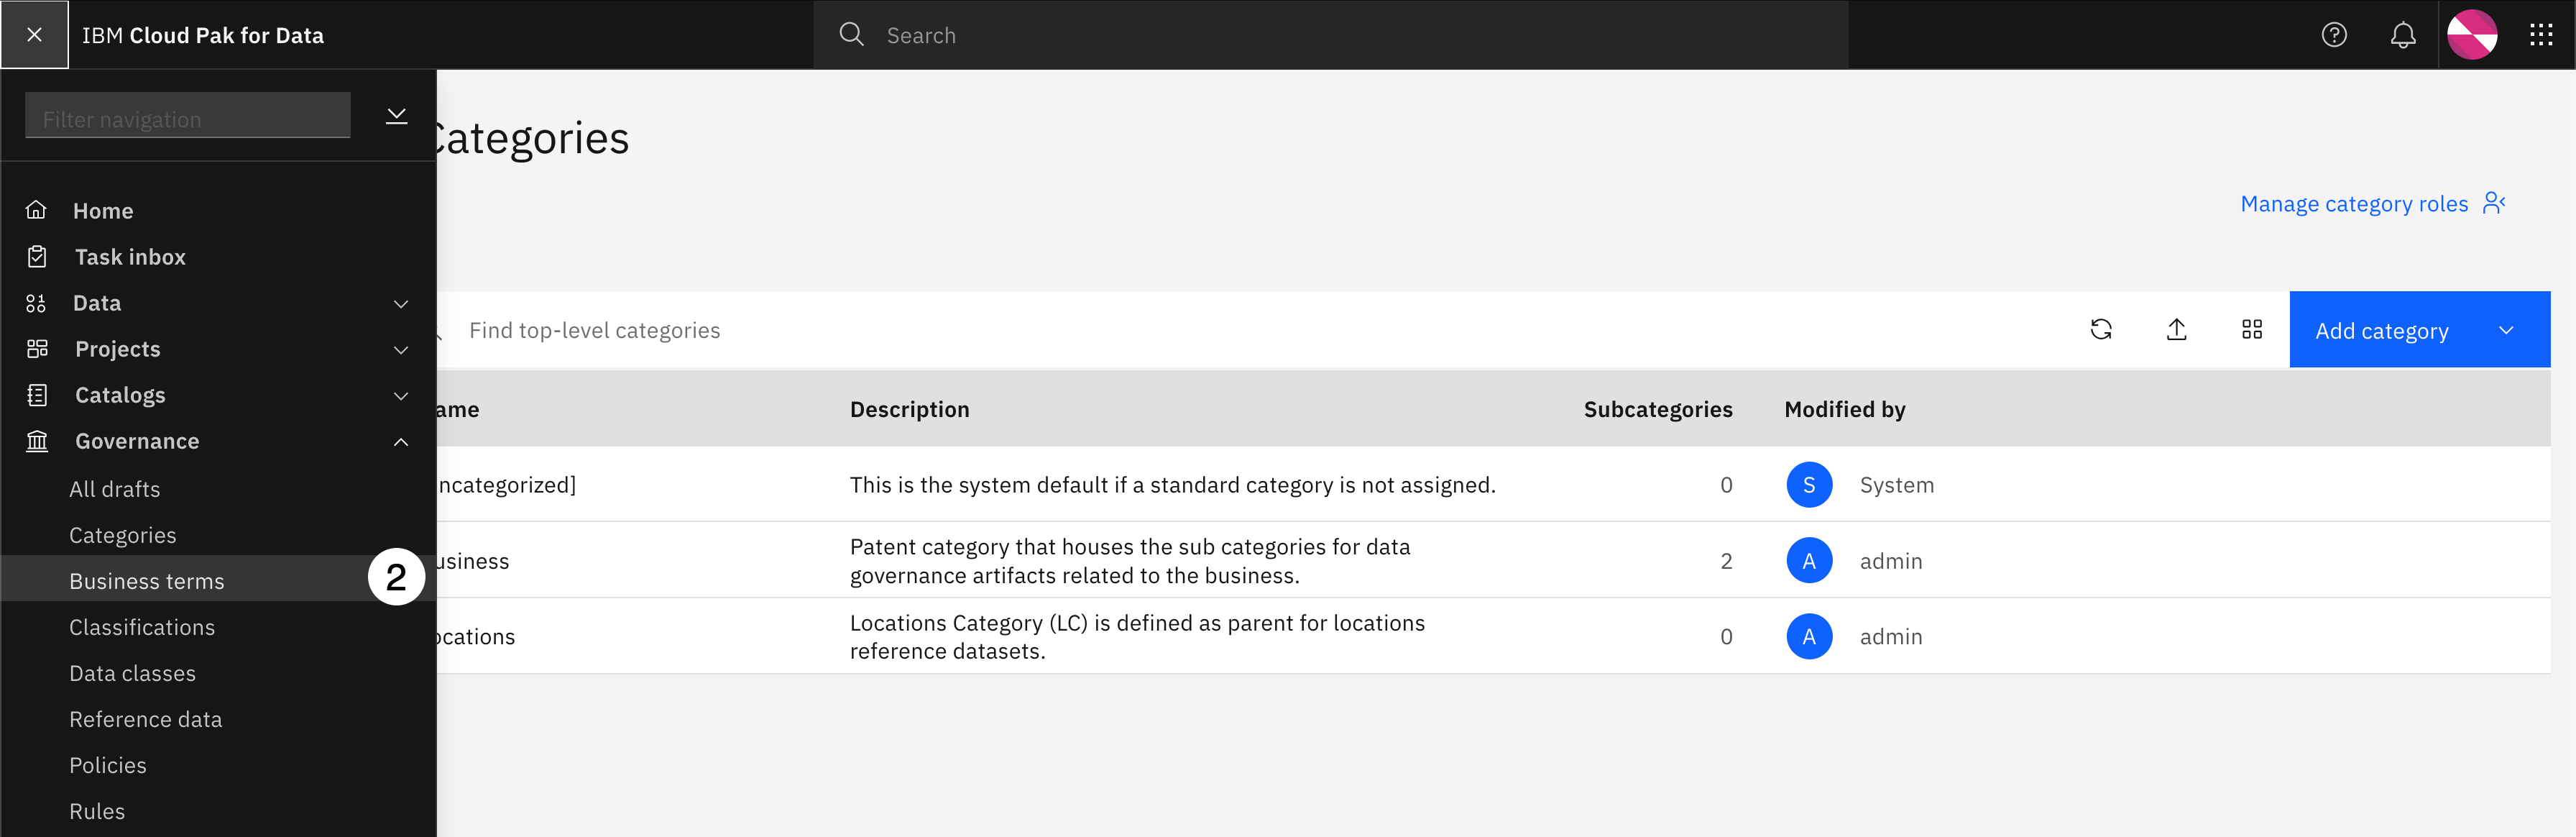 IBM Cloud Pak for Data
Search
Filter navigation
Categories
Home
Manage category roles
Task inbox
Data
Projects
Find top-level categories
Add category
Catalogs
ame
Description
Subcategories
Modified by
Governance
All drafts
ncategorized]
This is the system default if a standard category is not assigned.
0
S
System
Categories
Business terms
2
usiness
Patent category that houses the sub categories for data
governance artifacts related to the business.
2
A
admin
Classifications
ocations
Locations Category (LC) is defined as parent for locations
reference datasets.
0
A
admin
Data classes
Reference data
Policies
Rules